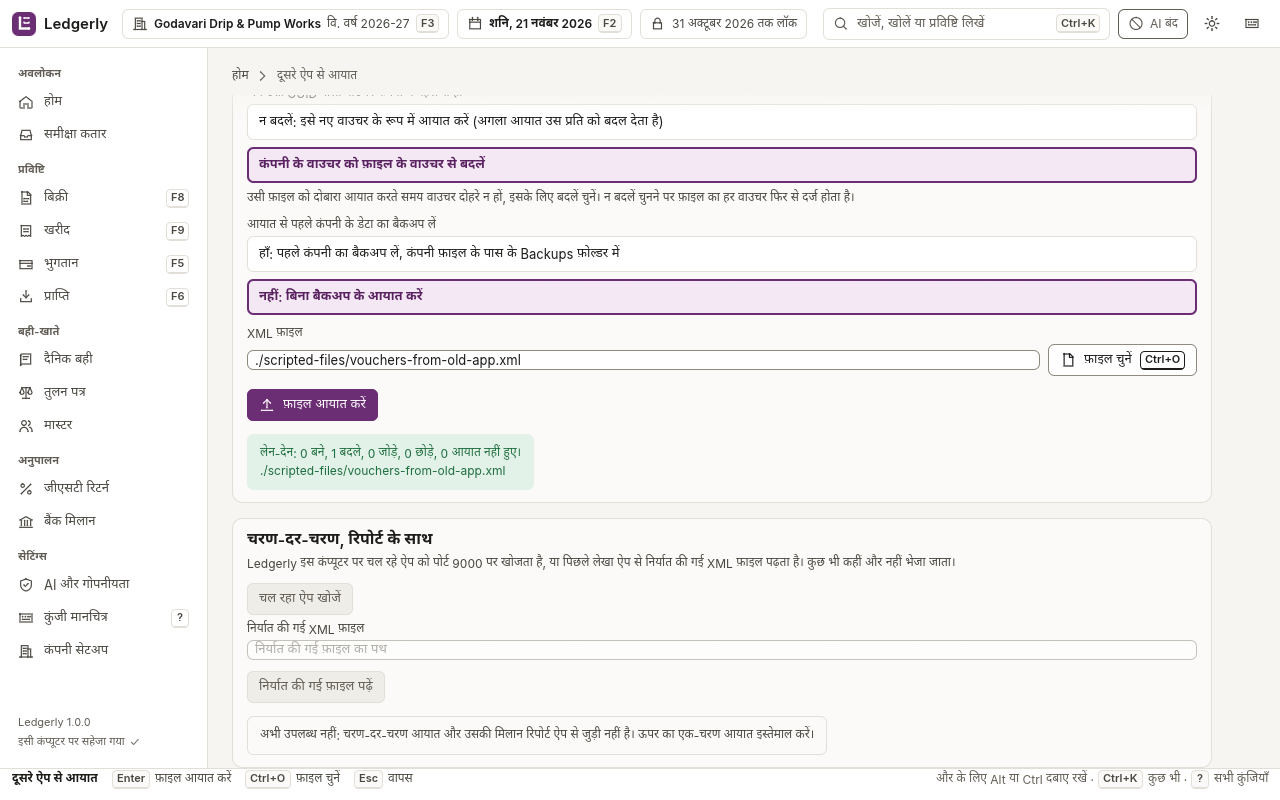 Ledgerly
Godavari Drip & Pump Works वि. वर्ष 2026-27 F3
शनि, 21 नवंबर 2026 F2
31 अक्टूबर 2026 तक लॉक
खोजें, खोलें या प्रविष्टि लिखें Ctrl+K
AI बंद
अवलोकन
होम
समीक्षा कतार
प्रविष्टि
बिक्री F8
खरीद F9
भुगतान F5
प्राप्ति F6
बही-खाते
दैनिक बही
तुलन पत्र
मास्टर
अनुपालन
जीएसटी रिटर्न
बैंक मिलान
सेटिंग्स
AI और गोपनीयता
कुंजी मानचित्र ?
कंपनी सेटअप
Ledgerly 1.0.0
इसी कंप्यूटर पर सहेजा गया
होम
दूसरे ऐप से आयात
न बदलें: इसे नए वाउचर के रूप में आयात करें (अगला आयात उस प्रति को बदल देता है)
कंपनी के वाउचर को फ़ाइल के वाउचर से बदलें
उसी फ़ाइल को दोबारा आयात करते समय वाउचर दोहरे न हों, इसके लिए बदलें चुनें। न बदलें चुनने पर फ़ाइल का हर वाउचर फिर से दर्ज होता है।
आयात से पहले कंपनी के डेटा का बैकअप लें
हाँ: पहले कंपनी का बैकअप लें, कंपनी फ़ाइल के पास के Backups फ़ोल्डर में
नहीं: बिना बैकअप के आयात करें
XML फ़ाइल
./scripted-files/vouchers-from-old-app.xml
फ़ाइल चुनें Ctrl+O
फ़ाइल आयात करें
लेन-देन: 0 बने, 1 बदले, 0 जोड़े, 0 छोड़े, 0 आयात नहीं हुए।
./scripted-files/vouchers-from-old-app.xml
चरण-दर-चरण, रिपोर्ट के साथ
Ledgerly इस कंप्यूटर पर चल रहे ऐप को पोर्ट 9000 पर खोजता है, या पिछले लेखा ऐप से निर्यात की गई XML फ़ाइल पढ़ता है। कुछ भी कहीं और नहीं भेजा जाता।
चल रहा ऐप खोजें
निर्यात की गई XML फ़ाइल
निर्यात की गई फ़ाइल का पथ
निर्यात की गई फ़ाइल पढ़ें
अभी उपलब्ध नहीं: चरण-दर-चरण आयात और उसकी मिलान रिपोर्ट ऐप से जुड़ी नहीं है। ऊपर का एक-चरण आयात इस्तेमाल करें।
दूसरे ऐप से आयात Enter फ़ाइल आयात करें Ctrl+O फ़ाइल चुनें Esc वापस
और के लिए Alt या Ctrl दबाए रखें · Ctrl+K कुछ भी · ? सभी कुंजियाँ